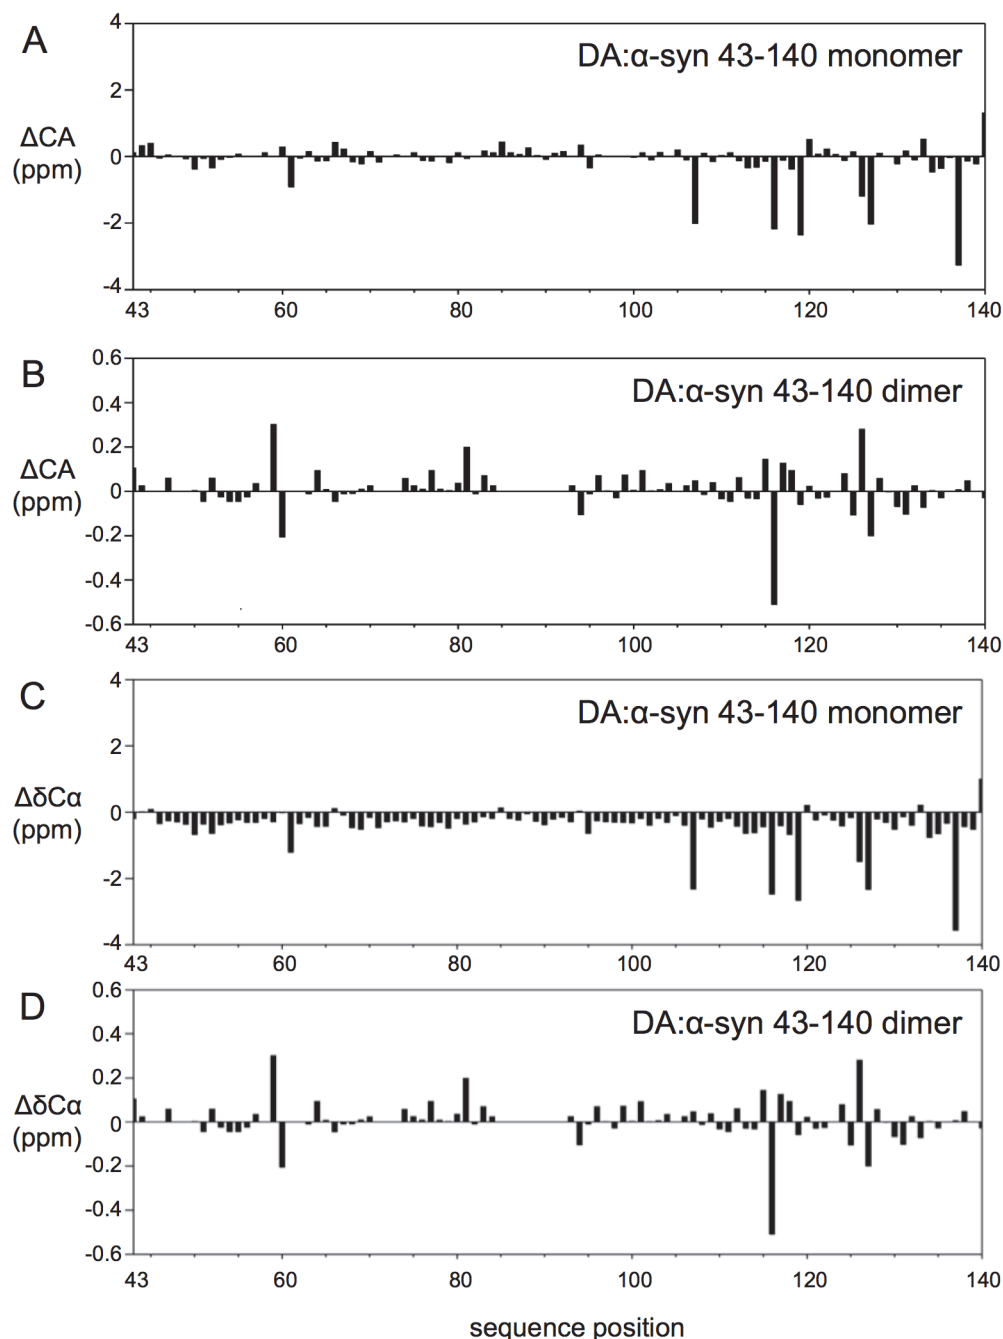 A
DA:α-syn 43-140 monomer
ΔCA
(ppm)
4
2
0
-2
-4
43 60 80 100 120 140
B
DA:α-syn 43-140 dimer
ΔCA
(ppm)
0.6
0.4
0.2
0
-0.2
-0.4
-0.6
43 60 80 100 120 140
C
DA:α-syn 43-140 monomer
ΔδCα
(ppm)
4
2
0
-2
-4
43 60 80 100 120 140
D
DA:α-syn 43-140 dimer
ΔδCα
(ppm)
0.6
0.4
0.2
0
-0.2
-0.4
-0.6
43 60 80 100 120 140
sequence position